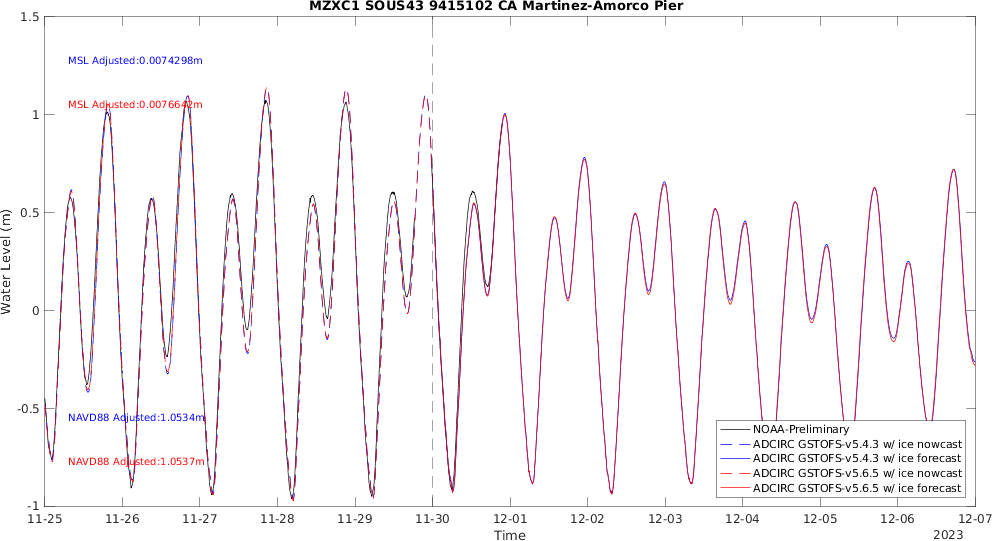 MZXC1 SOUS43 9415102 CA Martinez-Amorco Pier
1.5
1
0.5
0
-0.5
-1
Water Level (m)
MSL Adjusted:0.0074298m
MSL Adjusted:0.0076642m
NAVD88 Adjusted:1.0534m
NAVD88 Adjusted:1.0537m
NOAA-Preliminary
ADCIRC GSTOFS-v5.4.3 w/ ice nowcast
ADCIRC GSTOFS-v5.4.3 w/ ice forecast
ADCIRC GSTOFS-v5.6.5 w/ ice nowcast
ADCIRC GSTOFS-v5.6.5 w/ ice forecast
11-25 11-26 11-27 11-28 11-29 11-30 12-01 12-02 12-03 12-04 12-05 12-06 12-07
Time
2023